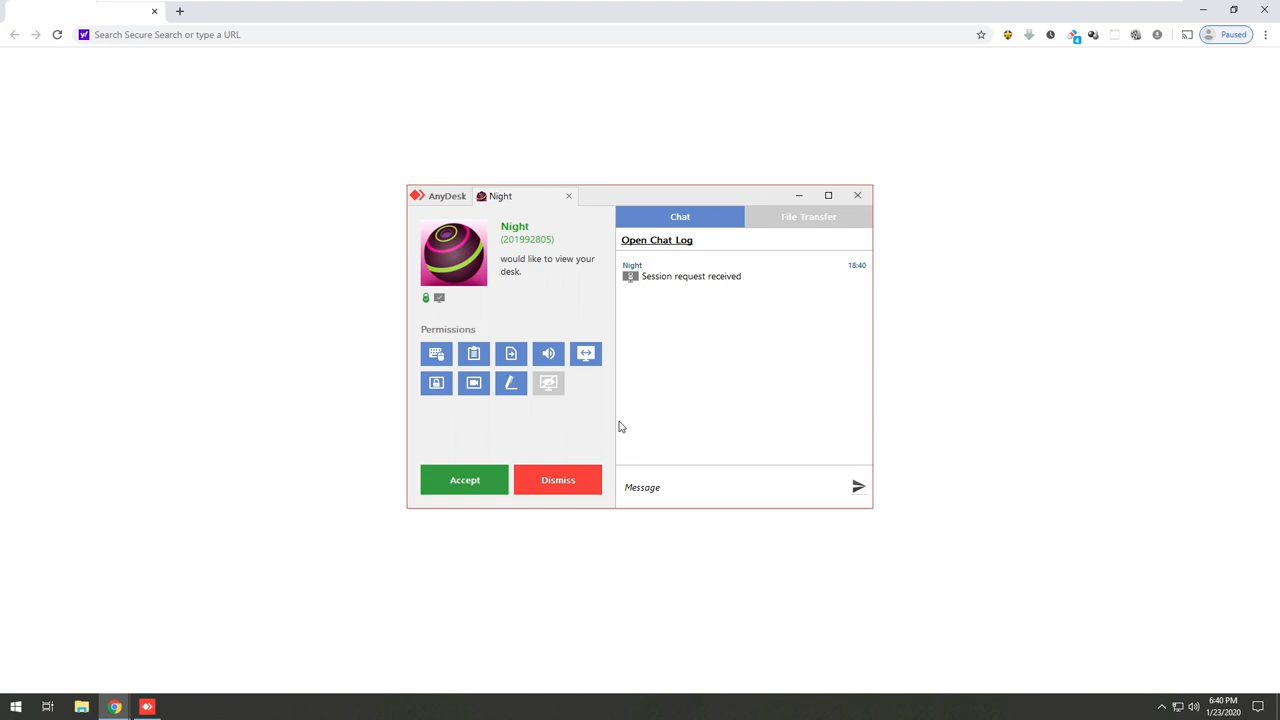 Search Secure Search or type a URL
Paused
AnyDesk
Night
Night
(201992805)
would like to view your
desk.
Permissions
Accept
Dismiss
Chat
File Transfer
Open Chat Log
Night
18:40
Session request received
Message
6:40 PM
1/23/2020